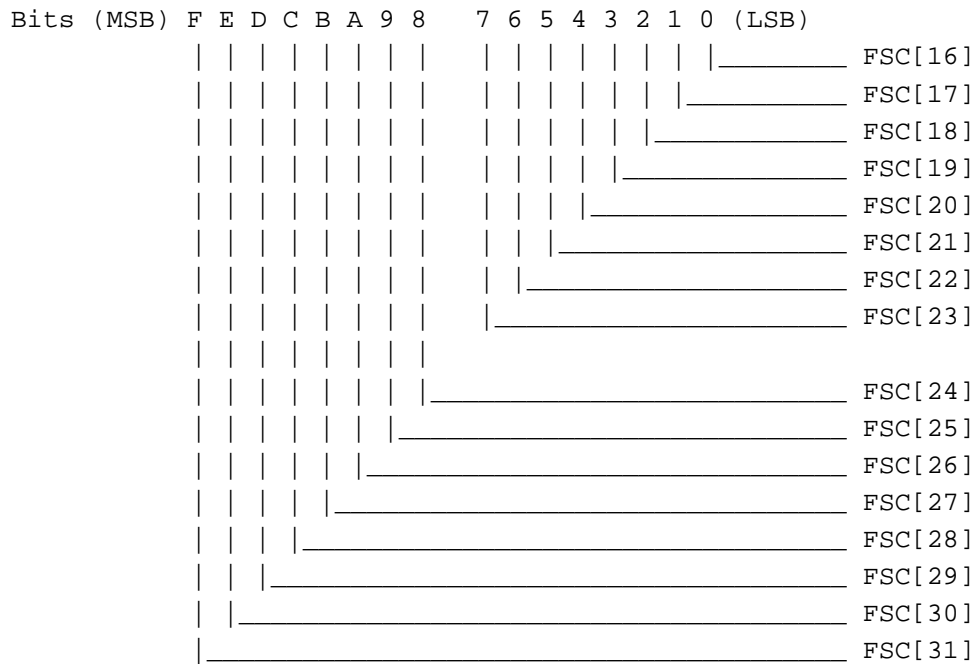 Bits (MSB) F E D C B A 9 8 7 6 5 4 3 2 1 0 (LSB)
FSC[16]
FSC[17]
FSC[18]
FSC[19]
FSC[20]
FSC[21]
FSC[22]
FSC[23]
FSC[24]
FSC[25]
FSC[26]
FSC[27]
FSC[28]
FSC[29]
FSC[30]
FSC[31]